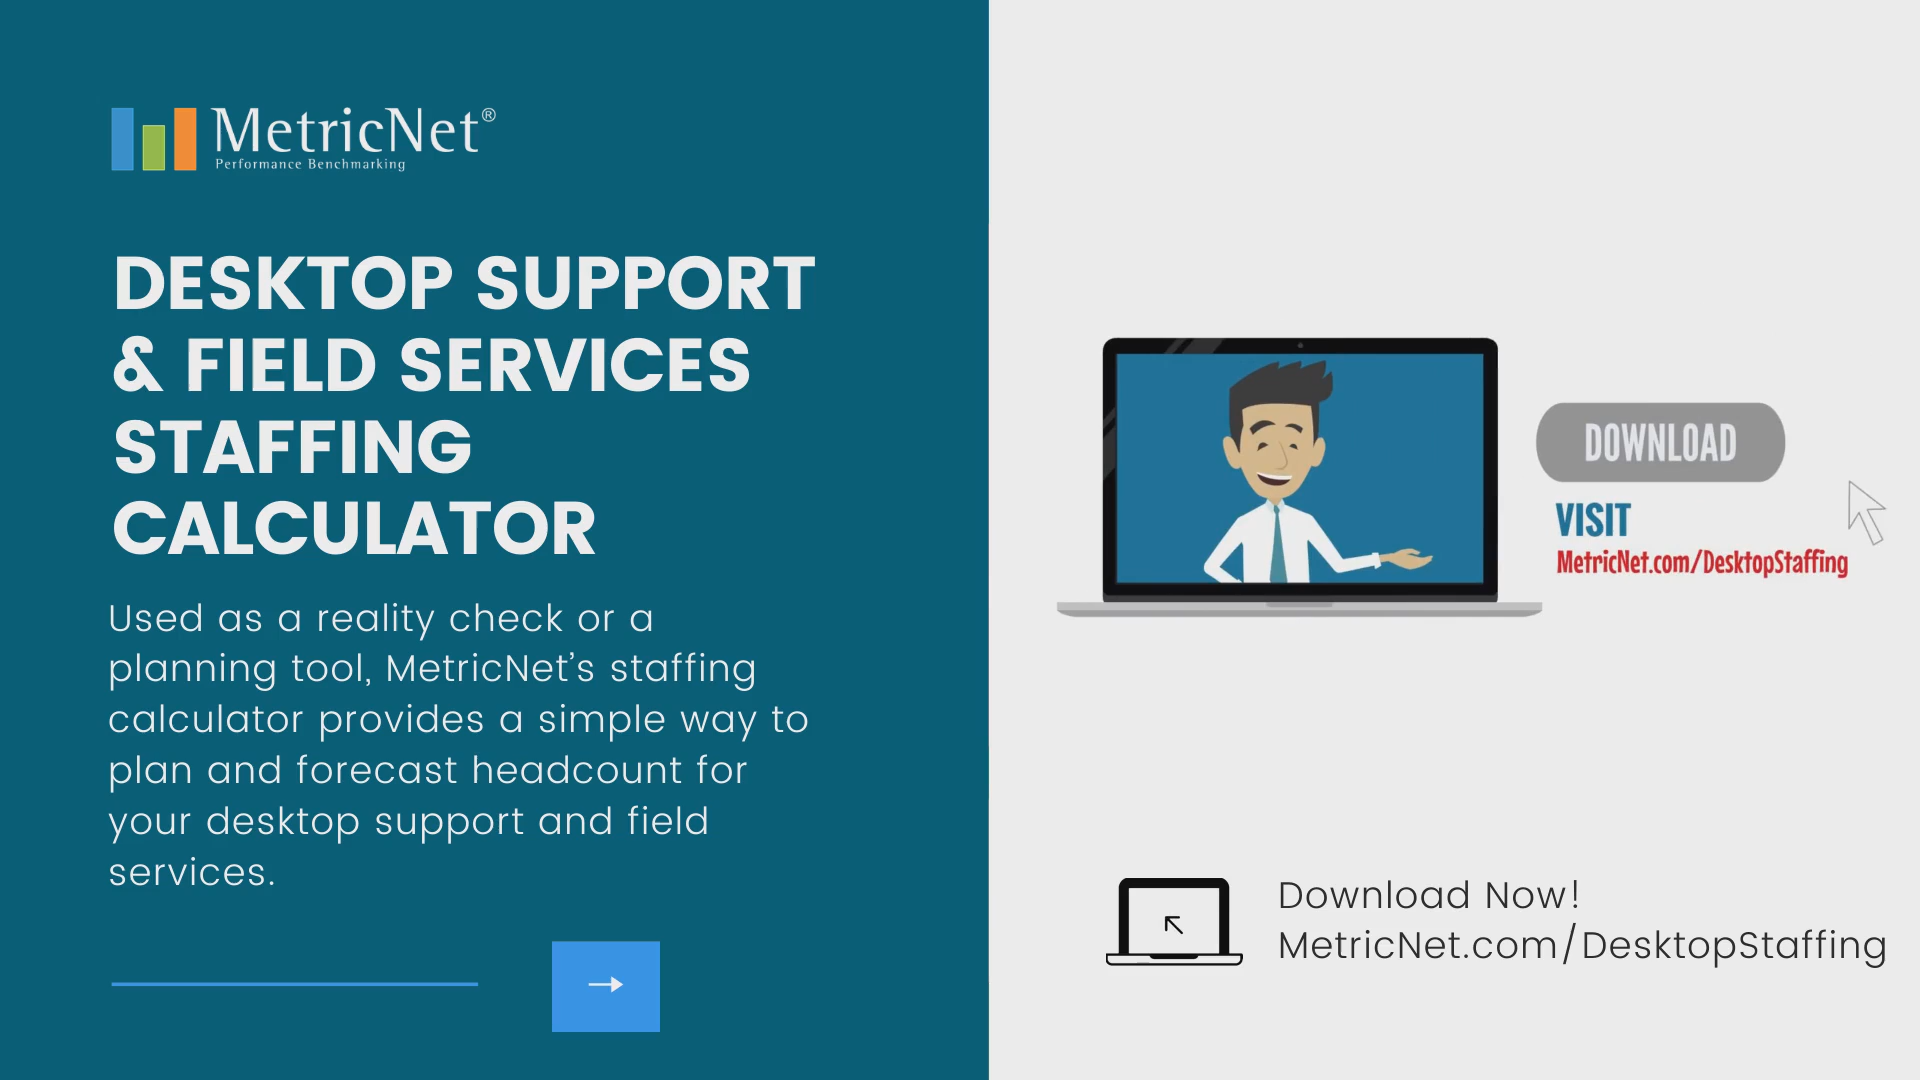 MetricNet®
Performance Benchmarking
DESKTOP SUPPORT
& FIELD SERVICES
STAFFING
CALCULATOR
Used as a reality check or a
planning tool, MetricNet’s staffing
calculator provides a simple way to
plan and forecast headcount for
your desktop support and field
services.
DOWNLOAD
VISIT
MetricNet.com/DesktopStaffing
Download Now!
MetricNet.com/DesktopStaffing